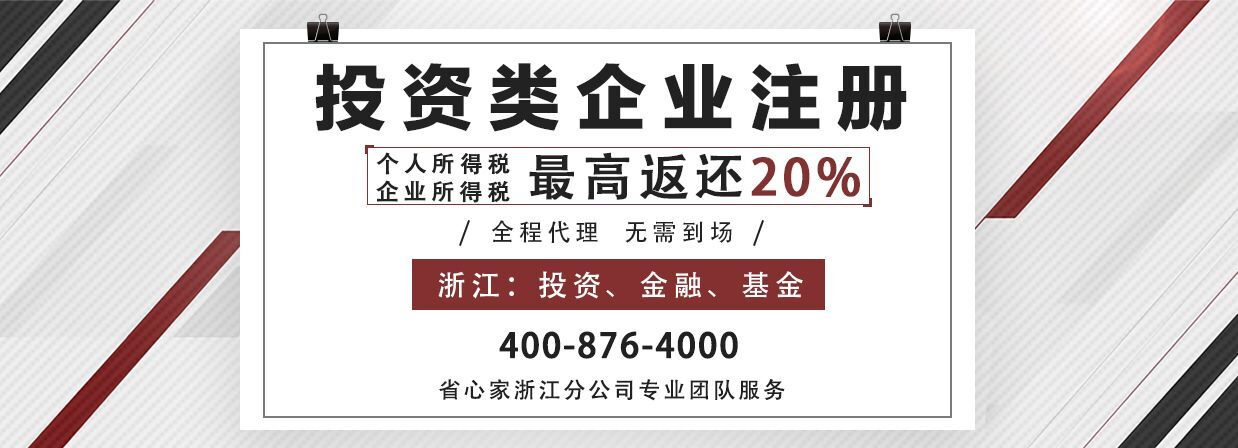 投资类企业注册
个人所得税
企业所得税
最高返还20%
/ 全程代理 无需到场 /
浙江：投资、金融、基金
400-876-4000
省心家浙江分公司专业团队服务